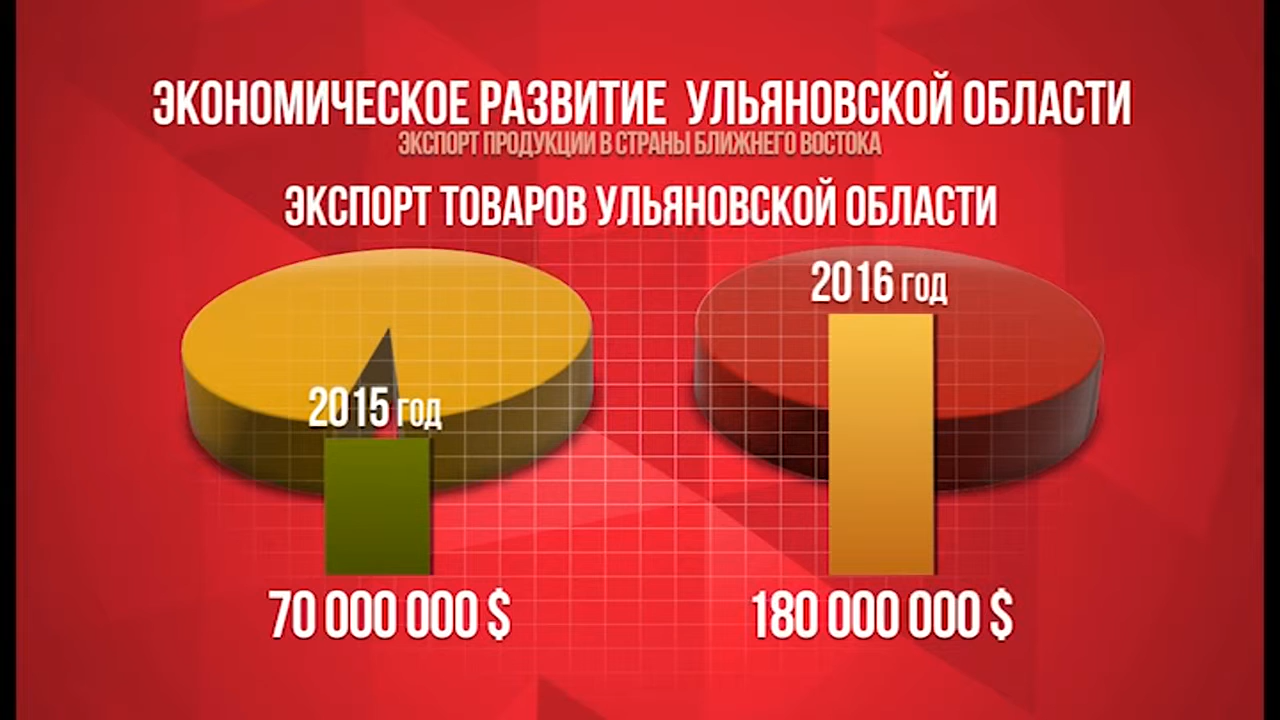 ЭКОНОМИЧЕСКОЕ РАЗВИТИЕ УЛЬЯНОВСКОЙ ОБЛАСТИ
ЭКСПОРТ ПРОДУКЦИИ В СТРАНЫ БЛИЖНЕГО ВОСТОКА
ЭКСПОРТ ТОВАРОВ УЛЬЯНОВСКОЙ ОБЛАСТИ
2015 год
70 000 000 $
2016 год
180 000 000 $